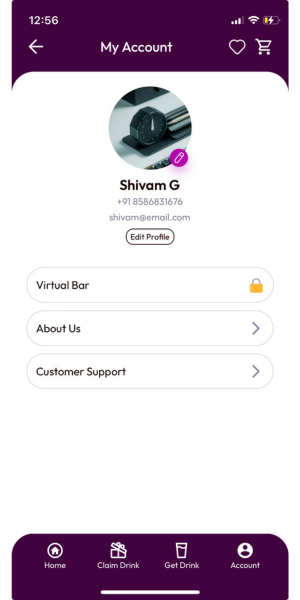 12:56
My Account
Shivam G
+91 8586831676
shivam@email.com
Edit Profile
Virtual Bar
About Us
Customer Support
Home Claim Drink Get Drink Account